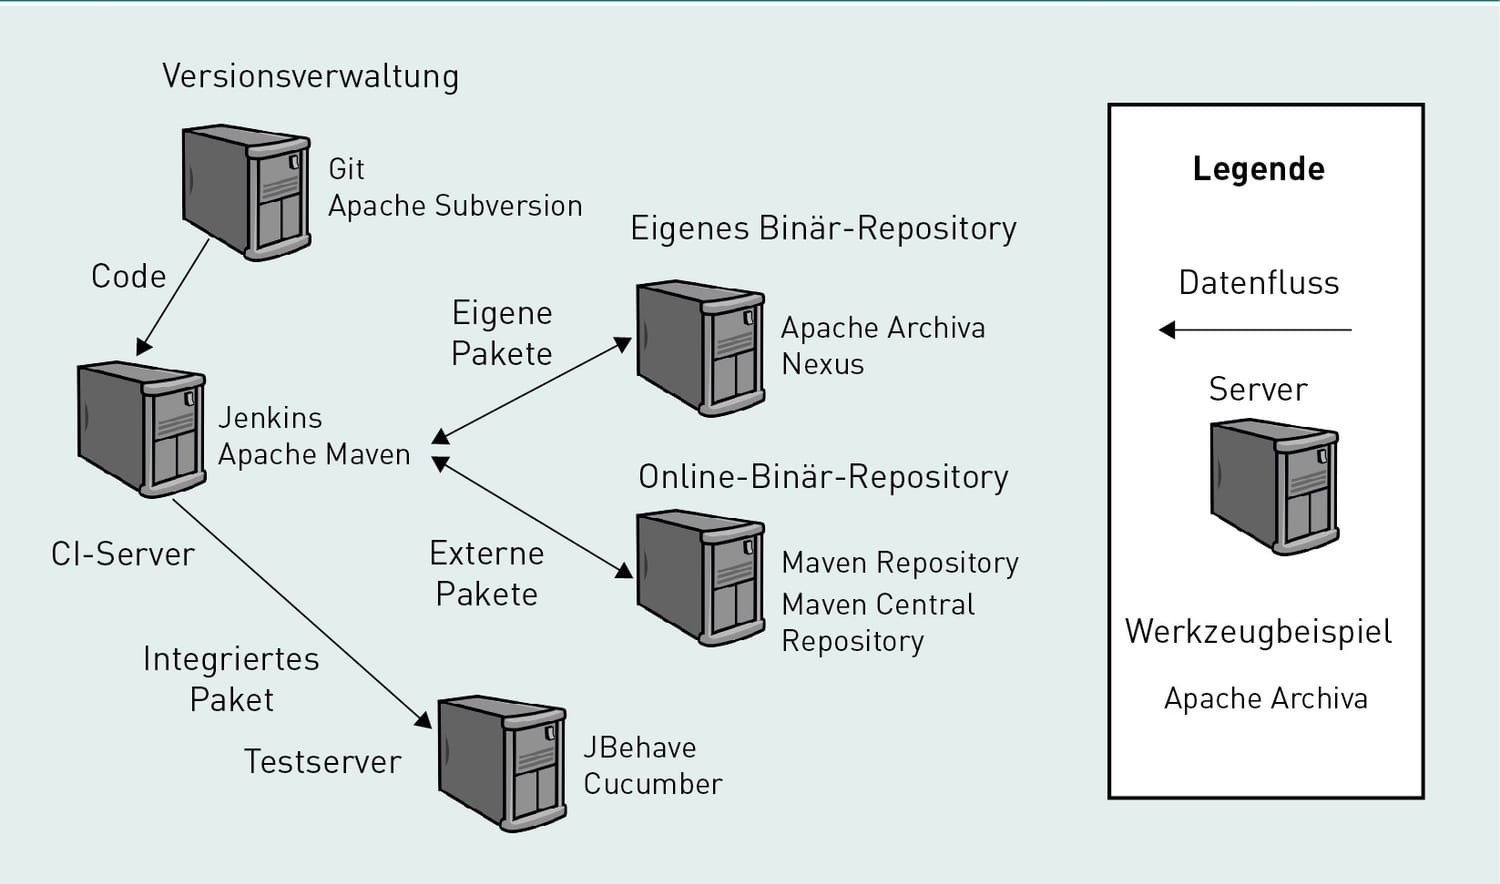 Versionsverwaltung
Git
Apache Subversion
Code
Eigenes Binär-Repository
Eigene
Pakete
Apache Archiva
Nexus
Jenkins
Apache Maven
CI-Server
Online-Binär-Repository
Externe
Pakete
Maven Repository
Maven Central
Repository
Integriertes
Paket
Testserver
JBehave
Cucumber
Legende
Datenfluss
Server
Werkzeugbeispiel
Apache Archiva